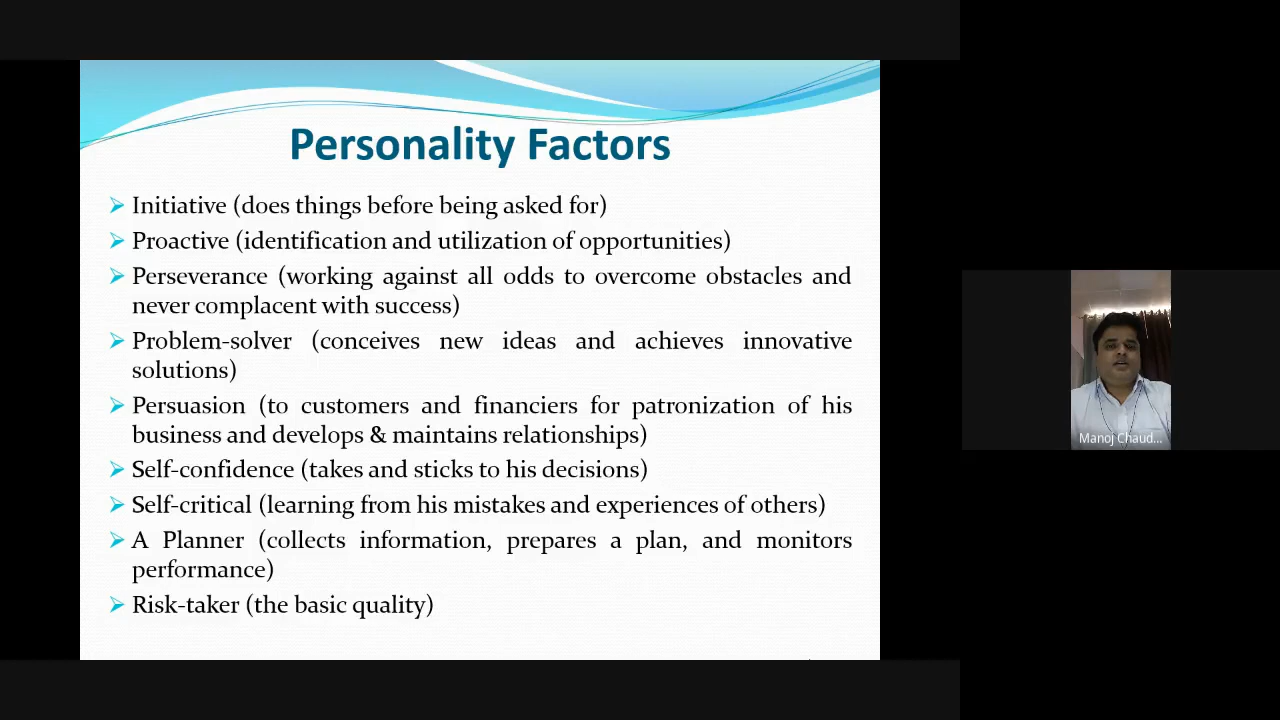 Personality Factors
Initiative (does things before being asked for)
Proactive (identification and utilization of opportunities)
Perseverance (working against all odds to overcome obstacles and
never complacent with success)
Problem-solver (conceives new ideas and achieves innovative
solutions)
Persuasion (to customers and financiers for patronization of his
business and develops & maintains relationships)
Self-confidence (takes and sticks to his decisions)
Self-critical (learning from his mistakes and experiences of others)
A Planner (collects information, prepares a plan, and monitors
performance)
Risk-taker (the basic quality)
Manoj Chaud...